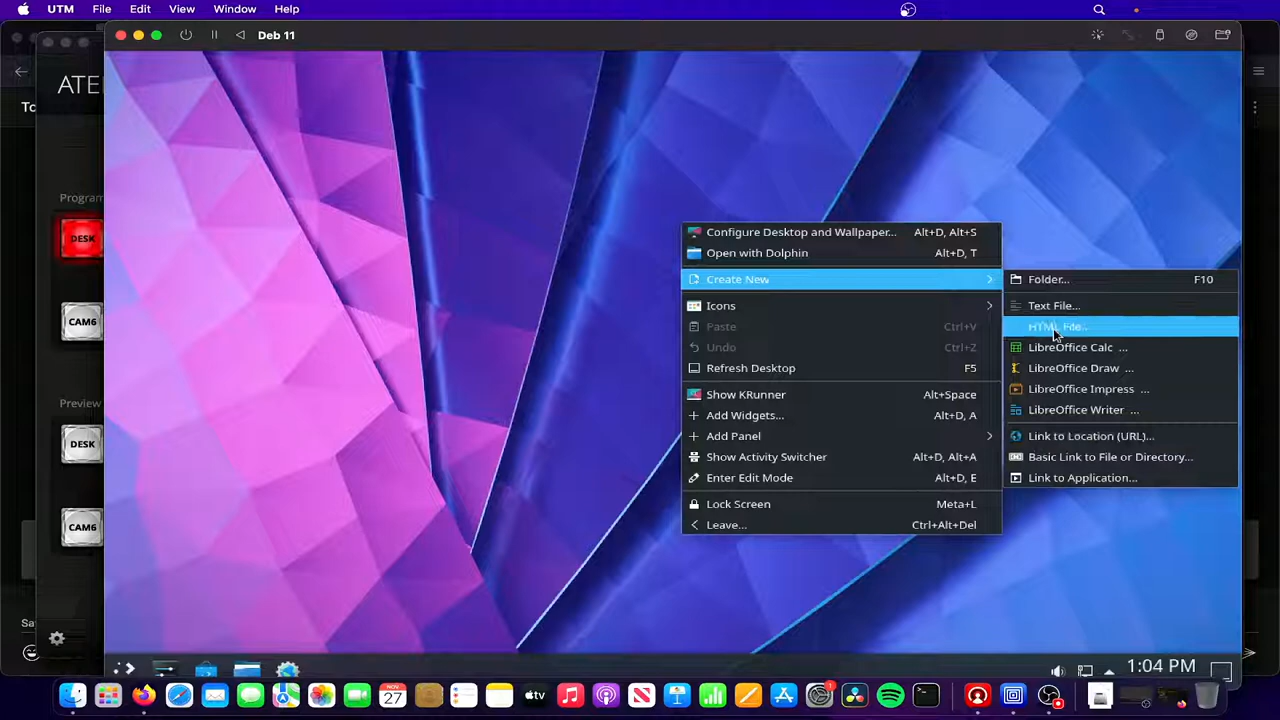 UTM File Edit View Window Help
Deb 11
ATE
To
Program
DESK
CAM6
Preview
DESK
CAM6
Configure Desktop and Wallpaper... Alt+D, Alt+S
Open with Dolphin Alt+D, T
Create New
Icons
Paste Ctrl+V
Undo Ctrl+Z
Refresh Desktop F5
Show KRunner Alt+Space
Add Widgets... Alt+D, A
Add Panel
Show Activity Switcher Alt+D, Alt+A
Enter Edit Mode Alt+D, E
Lock Screen Meta+L
Leave... Ctrl+Alt+Del
Folder... F10
Text File...
HTML File...
LibreOffice Calc ...
LibreOffice Draw ...
LibreOffice Impress ...
LibreOffice Writer ...
Link to Location (URL)...
Basic Link to File or Directory...
Link to Application...
1:04 PM
NOV
27
tv
1